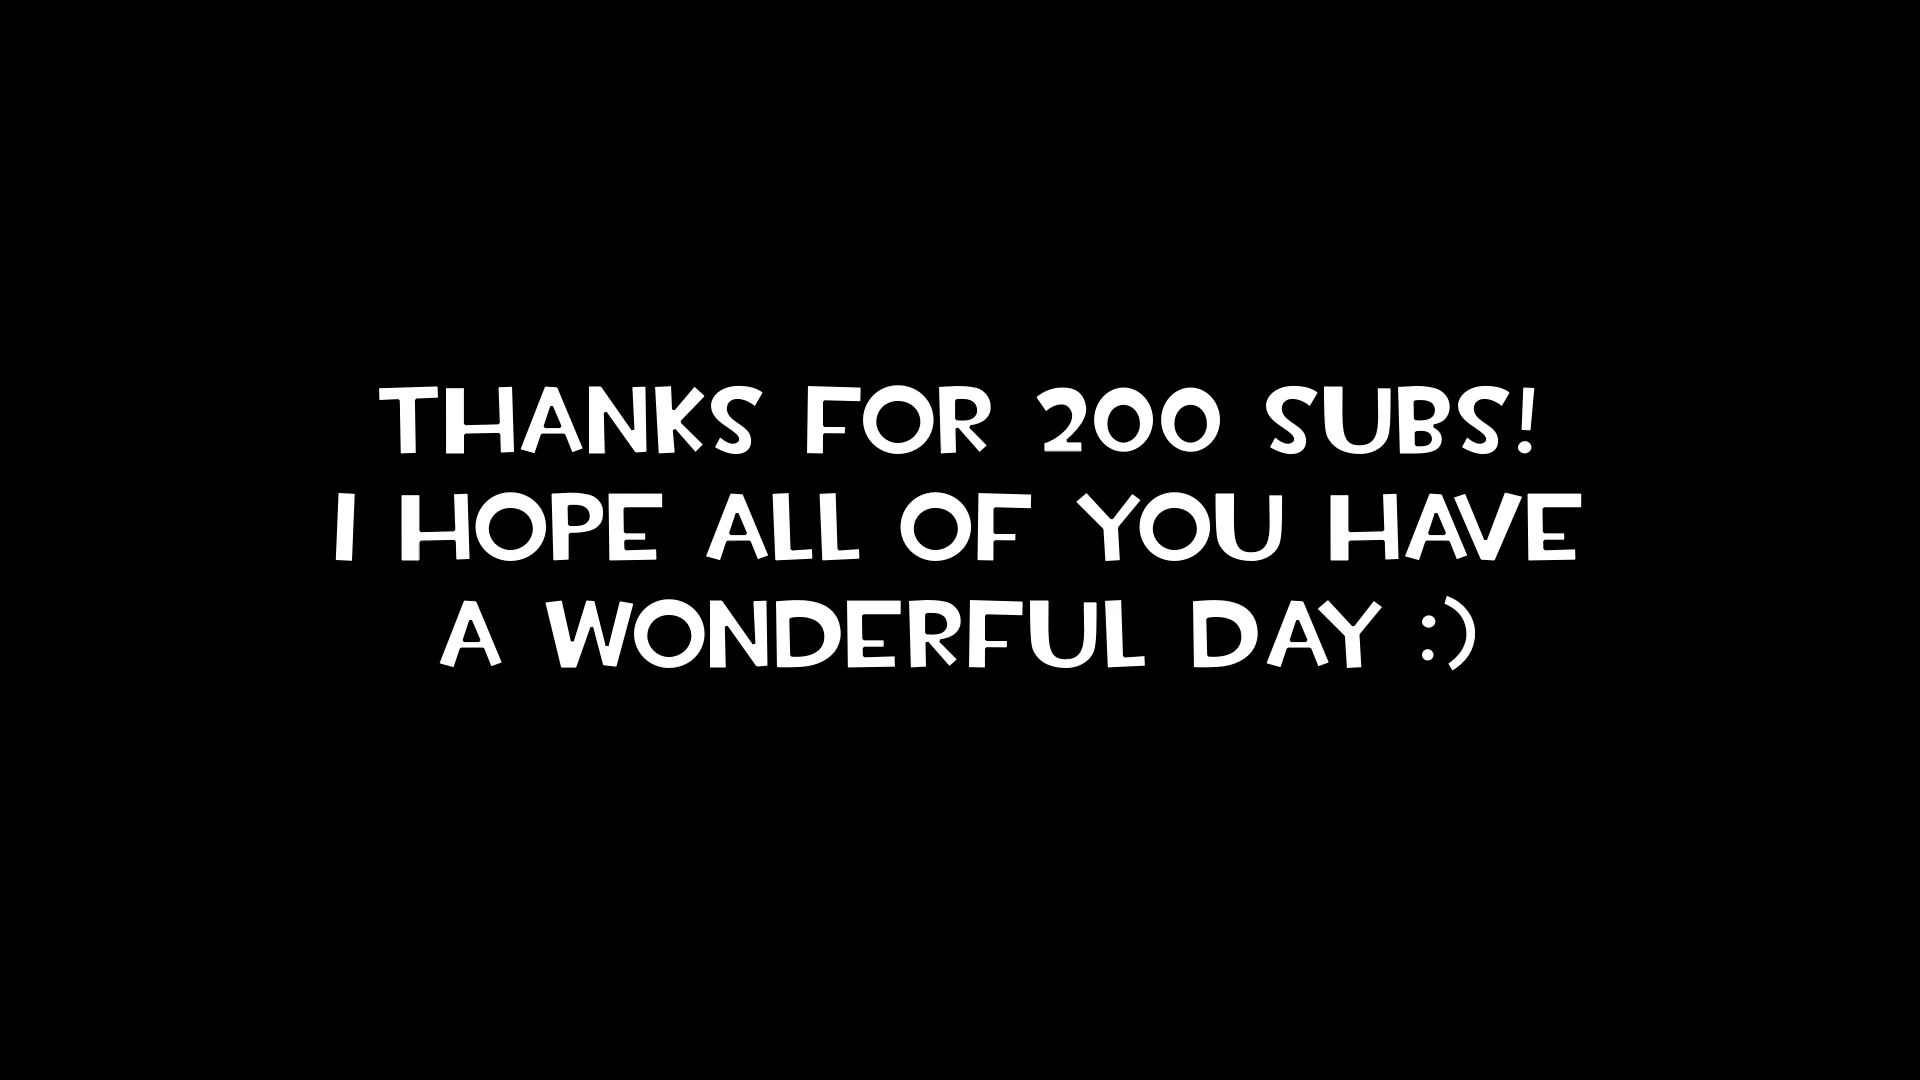 THANKS FOR 200 SUBS!
I HOPE ALL OF YOU HAVE
A WONDERFUL DAY :)